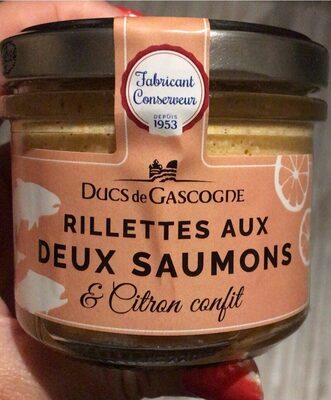 Fabricant
Conserveur
DEPUIS
1953
DUCS DE GASCOGNE
RILLETTES AUX
DEUX SAUMONS
& Citron confit